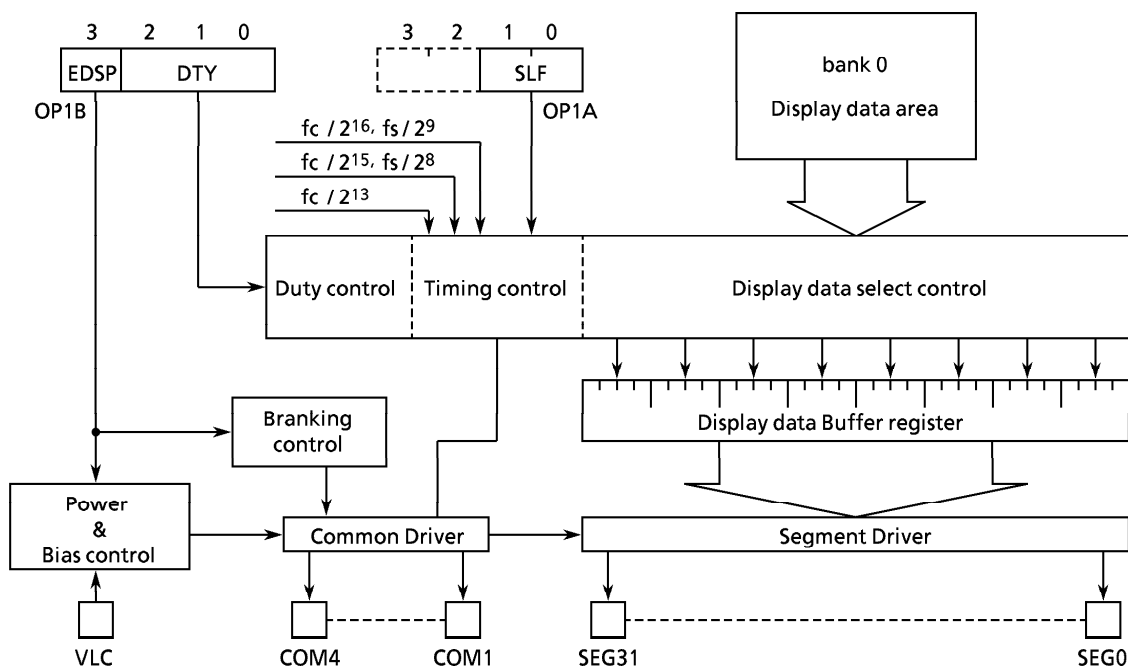 3 2 1 0
3 2 1 0
EDSP DTY
SLF
OP1B
OP1A
bank 0
Display data area
fc / 2¹⁶, fs / 2⁹
fc / 2¹⁵, fs / 2⁸
fc / 2¹³
Duty control
Timing control
Display data select control
Branking
control
Display data Buffer register
Power
&
Bias control
Common Driver
Segment Driver
VLC
COM4
COM1
SEG31
SEG0